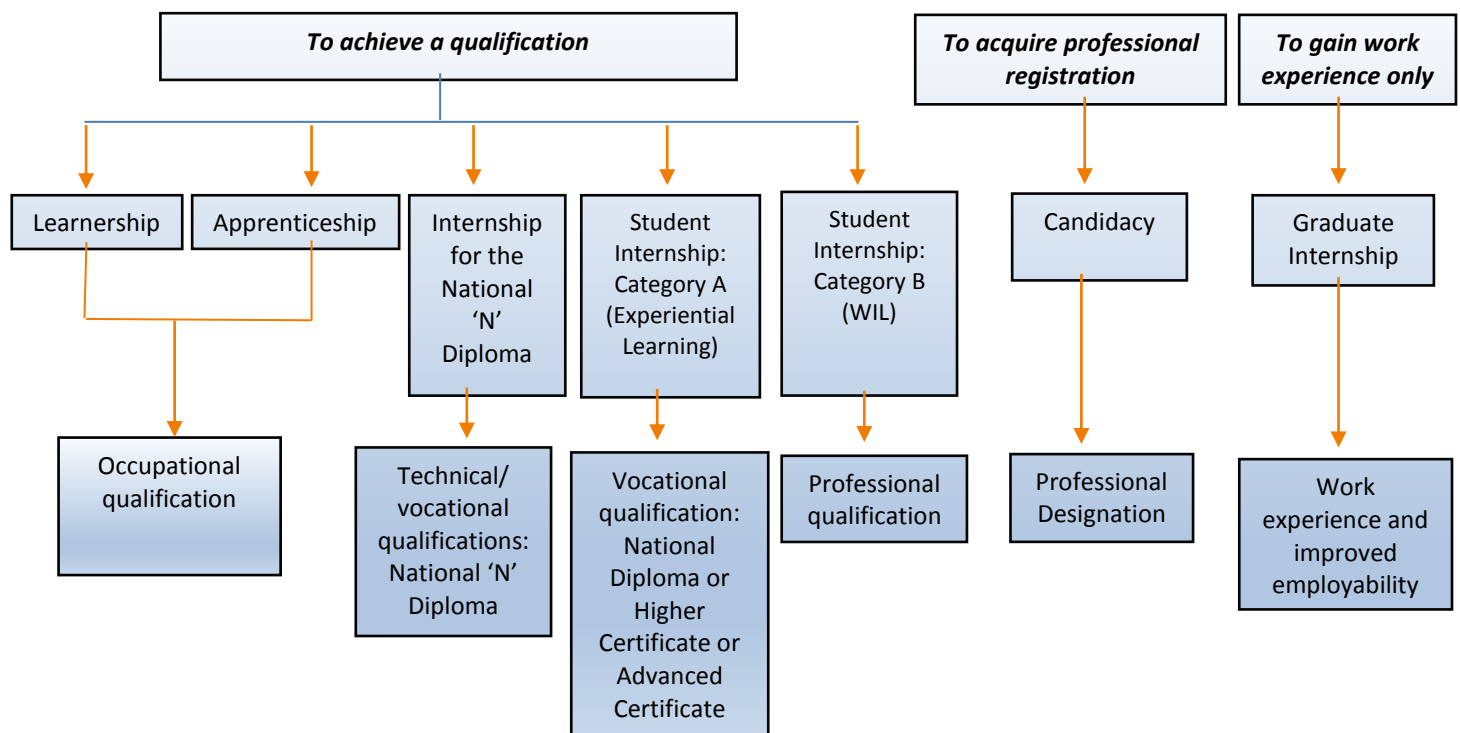 To achieve a qualification
To acquire professional
registration
To gain work
experience only
Learnership
Apprenticeship
Internship
for the
National
‘N’
Diploma
Student
Internship:
Category A
(Experiential
Learning)
Student
Internship:
Category B
(WIL)
Candidacy
Graduate
Internship
Occupational
qualification
Technical/
vocational
qualifications:
National ‘N’
Diploma
Vocational
qualification:
National
Diploma or
Higher
Certificate or
Advanced
Certificate
Professional
qualification
Professional
Designation
Work
experience and
improved
employability